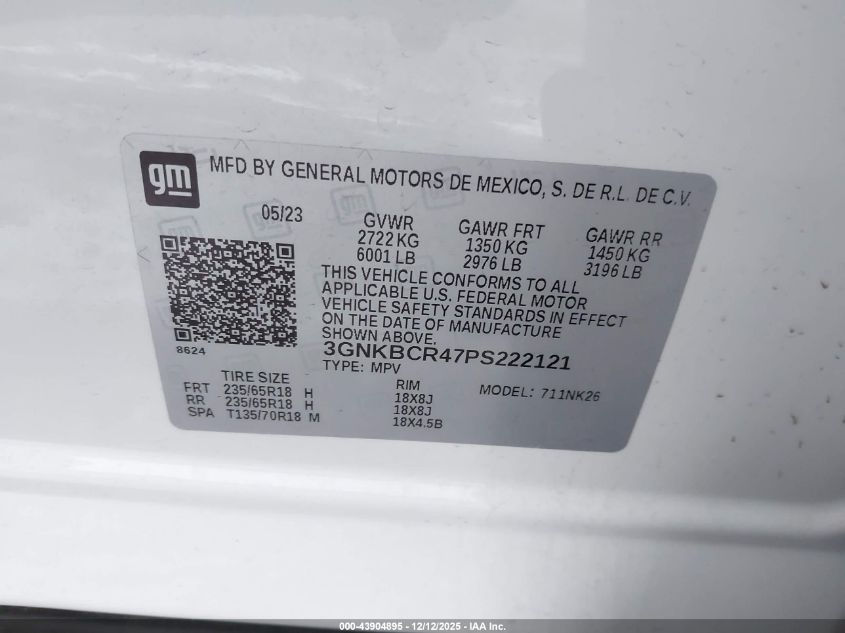 gm
MFD BY GENERAL MOTORS DE MEXICO, S. DE R.L. DE C.V.
05/23
GVWR GAWR FRT GAWR RR
2722 KG 1350 KG 1450 KG
6001 LB 2976 LB 3196 LB
THIS VEHICLE CONFORMS TO ALL
APPLICABLE U.S. FEDERAL MOTOR
VEHICLE SAFETY STANDARDS IN EFFECT
ON THE DATE OF MANUFACTURE
SHOWN ABOVE.
8624
3GNKBCR47PS222121
TYPE: MPV
TIRE SIZE RIM MODEL: 711NK26
FRT 235/65R18 H 18X8J
RR 235/65R18 H 18X8J
SPA T135/70R18 M 18X4.5B
000-43904895 - 12/12/2025 - IAA Inc.